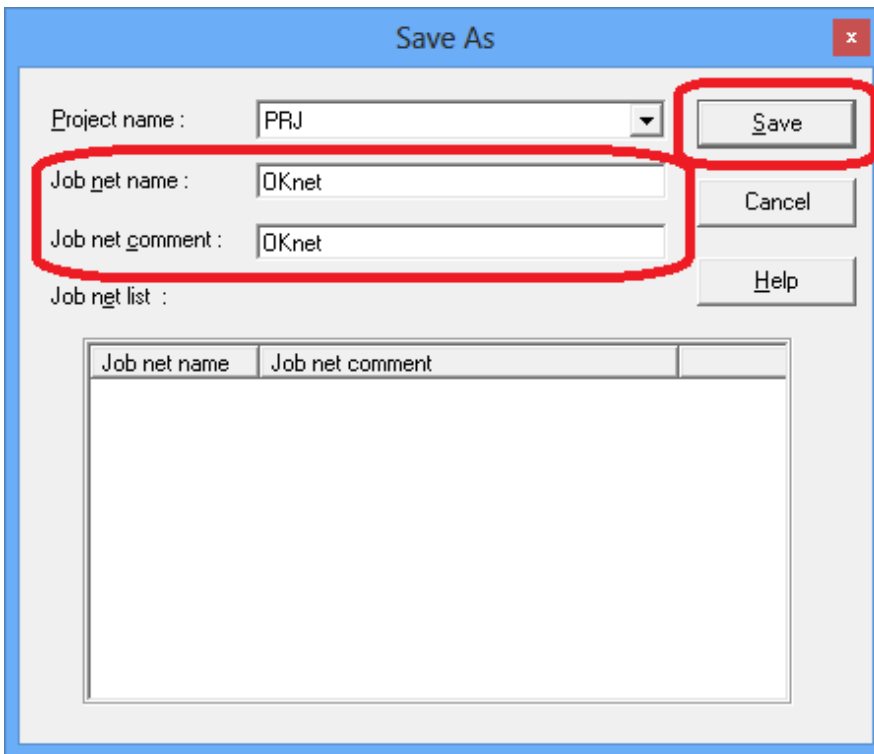 Save As
x
Project name : PRJ Save
Job net name : OKnet
Cancel
Job net comment : OKnet
Help
Job net list :
Job net name Job net comment